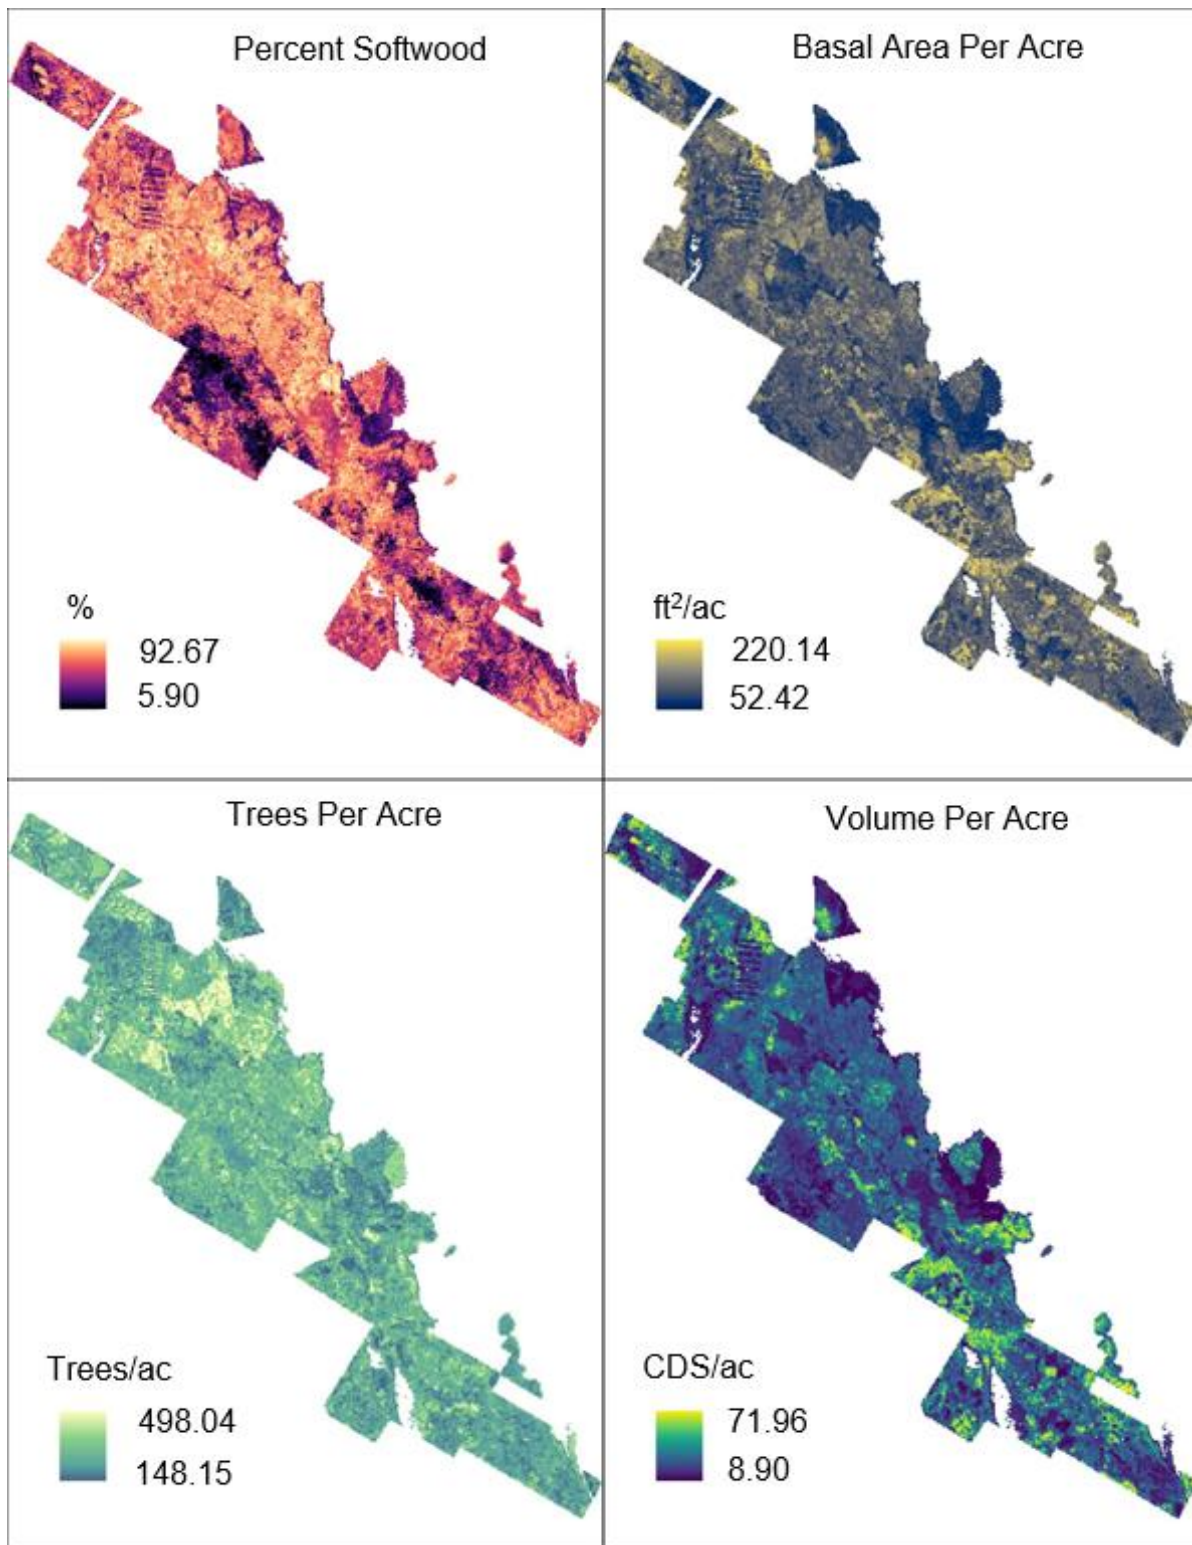 Percent Softwood
%
92.67
5.90
Basal Area Per Acre
ft²/ac
220.14
52.42
Trees Per Acre
Trees/ac
498.04
148.15
Volume Per Acre
CDS/ac
71.96
8.90